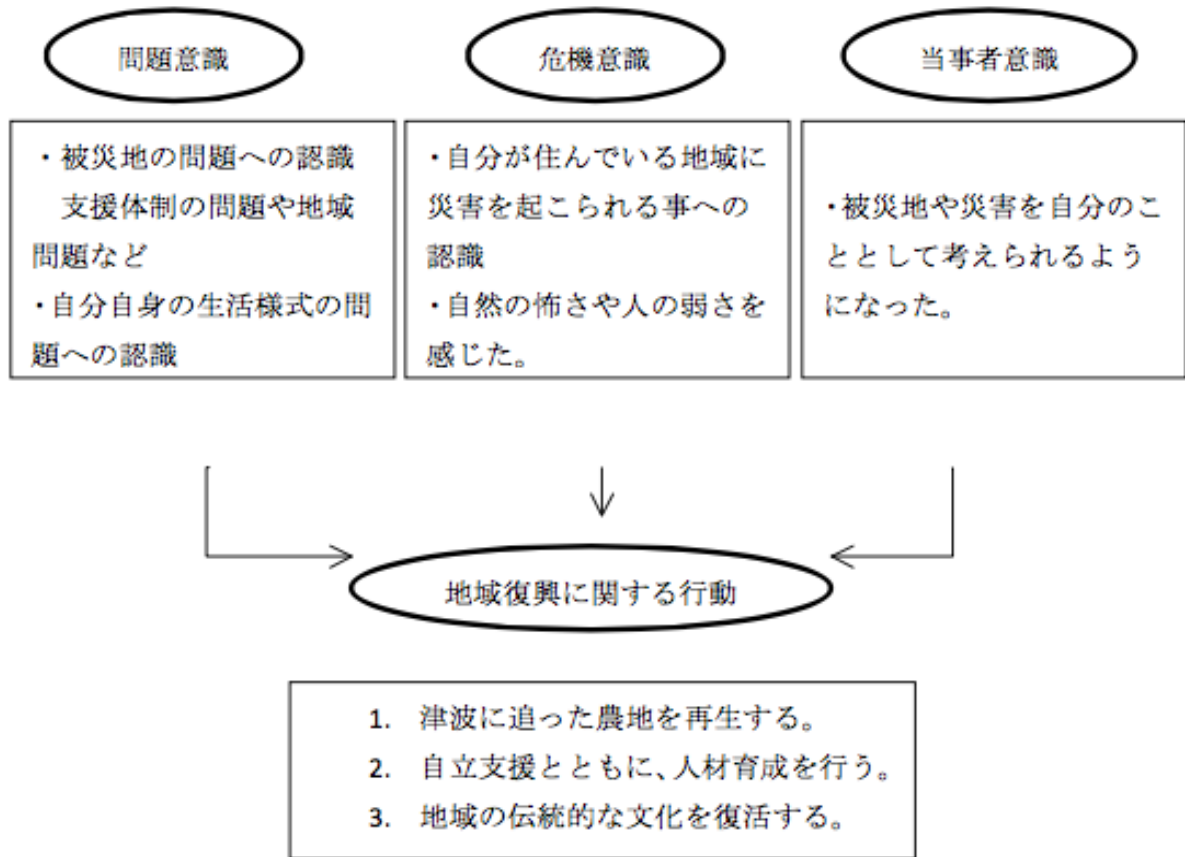 問題意識
危機意識
当事者意識
・被災地の問題への認識
支援体制の問題や地域
問題など
・自分自身の生活様式の問
題への認識
・自分が住んでいる地域に
災害を起こられる事への
認識
・自然の怖さや人の弱さを
感じた。
・被災地や災害を自分のこ
ととして考えられるよう
になった。
地域復興に関する行動
1. 津波に迫った農地を再生する。
2. 自立支援とともに、人材育成を行う。
3. 地域の伝統的な文化を復活する。